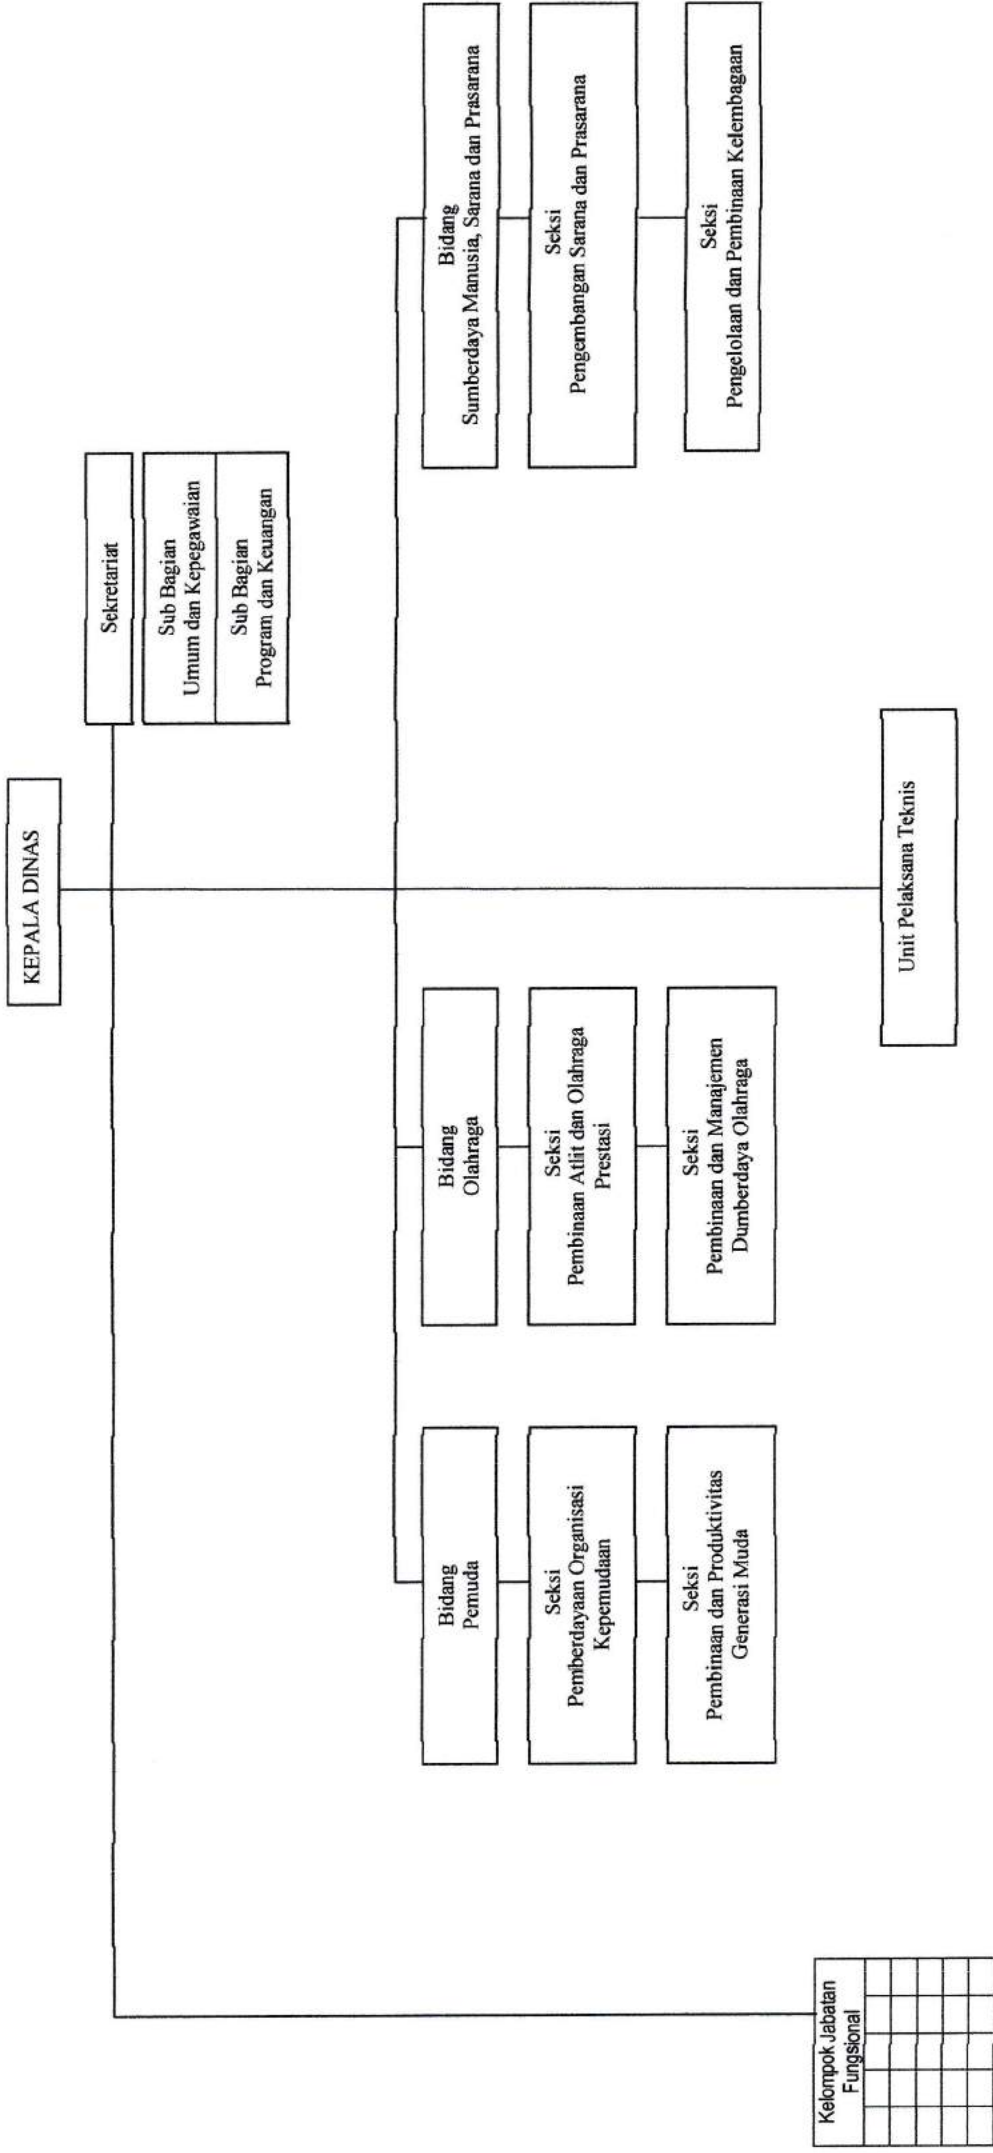 KEPALA DINAS
Sekretariat
Sub Bagian
Umum dan Kepegawaian
Sub Bagian
Program dan Keuangan
Bidang
Pemuda
Seksi
Pemberdayaan Organisasi
Kepemudaan
Seksi
Pembinaan dan Produktivitas
Generasi Muda
Bidang
Olahraga
Seksi
Pembinaan Atlit dan Olahraga
Prestasi
Seksi
Pembinaan dan Manajemen
Dumberdaya Olahraga
Bidang
Sumberdaya Manusia, Sarana dan Prasarana
Seksi
Pengembangan Sarana dan Prasarana
Seksi
Pengelolaan dan Pembinaan Kelembagaan
Kelompok Jabatan
Fungsional
Unit Pelaksana Teknis